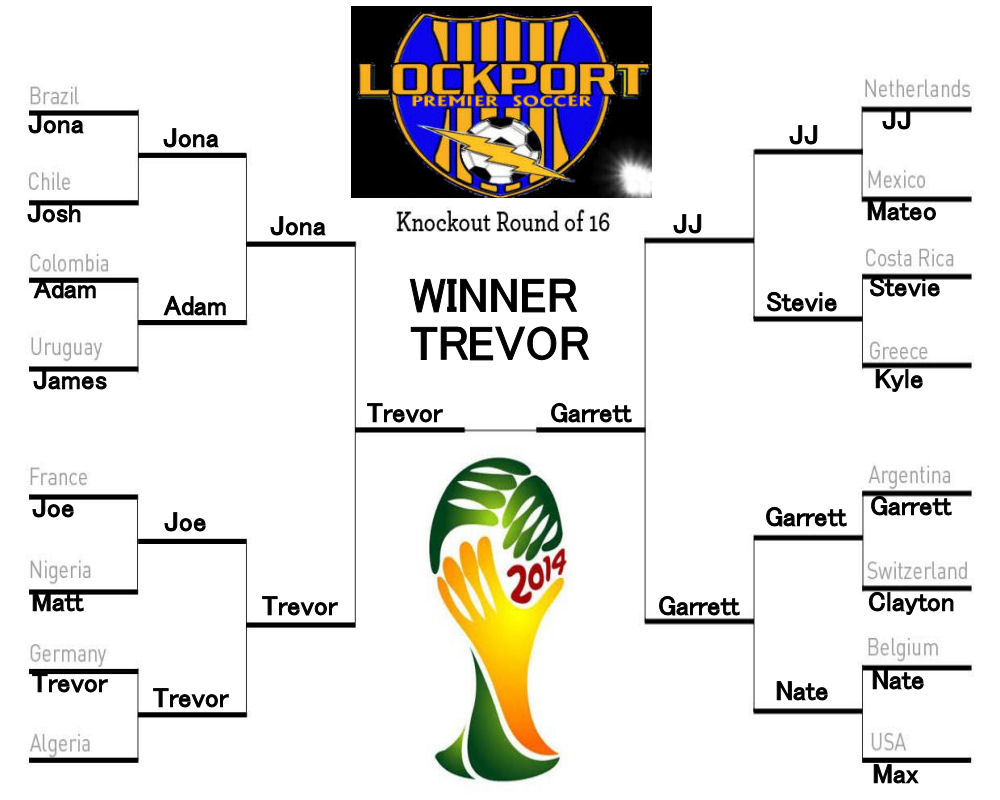 LOCKPORT
PREMIER SOCCER
Knockout Round of 16
WINNER
TREVOR
Brazil
Jona
Jona
Chile
Josh
Jona
Colombia
Adam
Adam
Uruguay
James
Trevor
France
Joe
Joe
Nigeria
Matt
Trevor
Germany
Trevor
Trevor
Algeria
Netherlands
JJ
JJ
Mexico
Mateo
JJ
Costa Rica
Stevie
Stevie
Greece
Kyle
Garrett
Argentina
Garrett
Garrett
Switzerland
Clayton
Garrett
Belgium
Nate
Nate
USA
Max
2014